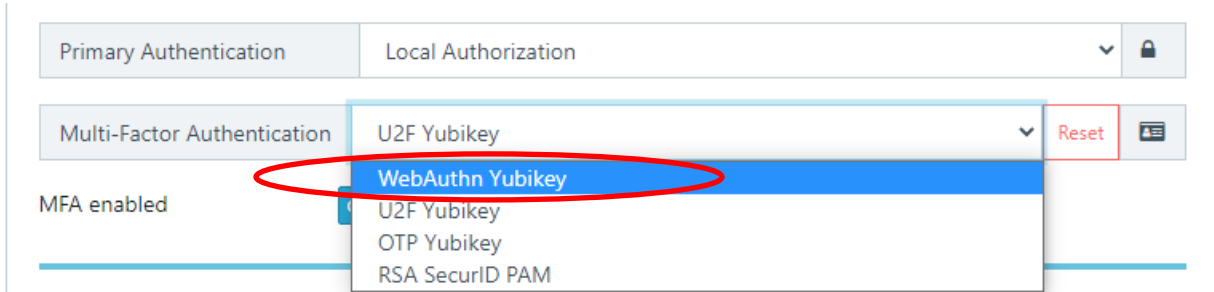 Primary Authentication Local Authorization
Multi-Factor Authentication U2F Yubikey Reset
WebAuthn Yubikey
MFA enabled
U2F Yubikey
OTP Yubikey
RSA SecurID PAM